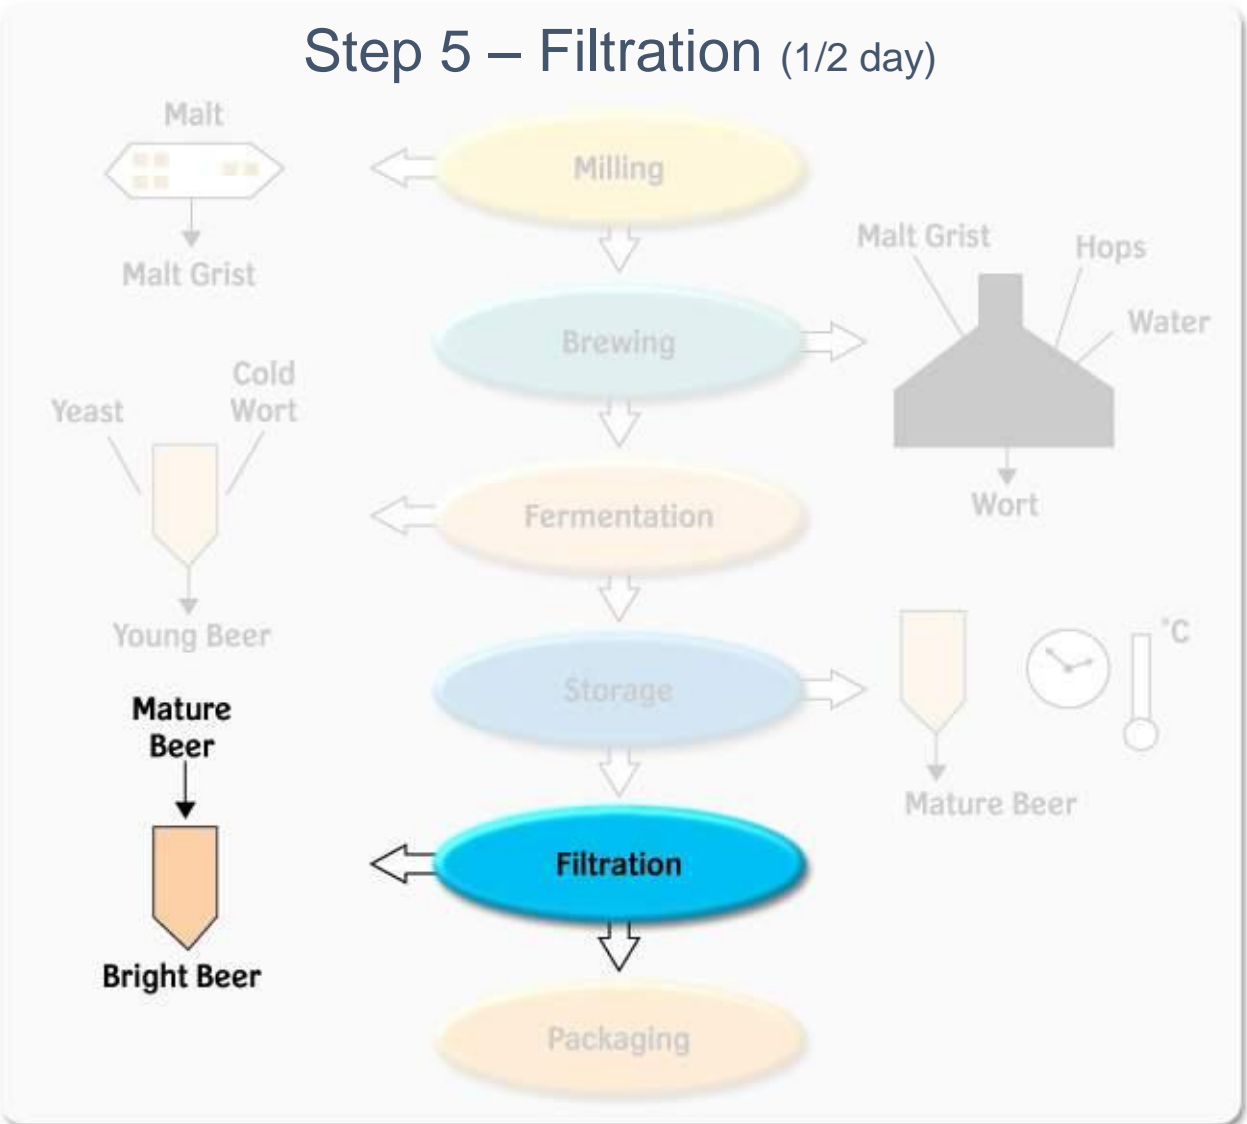 Step 5 – Filtration (1/2 day)
Malt
Milling
Malt Grist
Malt Grist
Hops
Water
Brewing
Wort
Yeast
Cold
Wort
Fermentation
Young Beer
Storage
°C
Mature Beer
Mature
Beer
Filtration
Bright Beer
Packaging